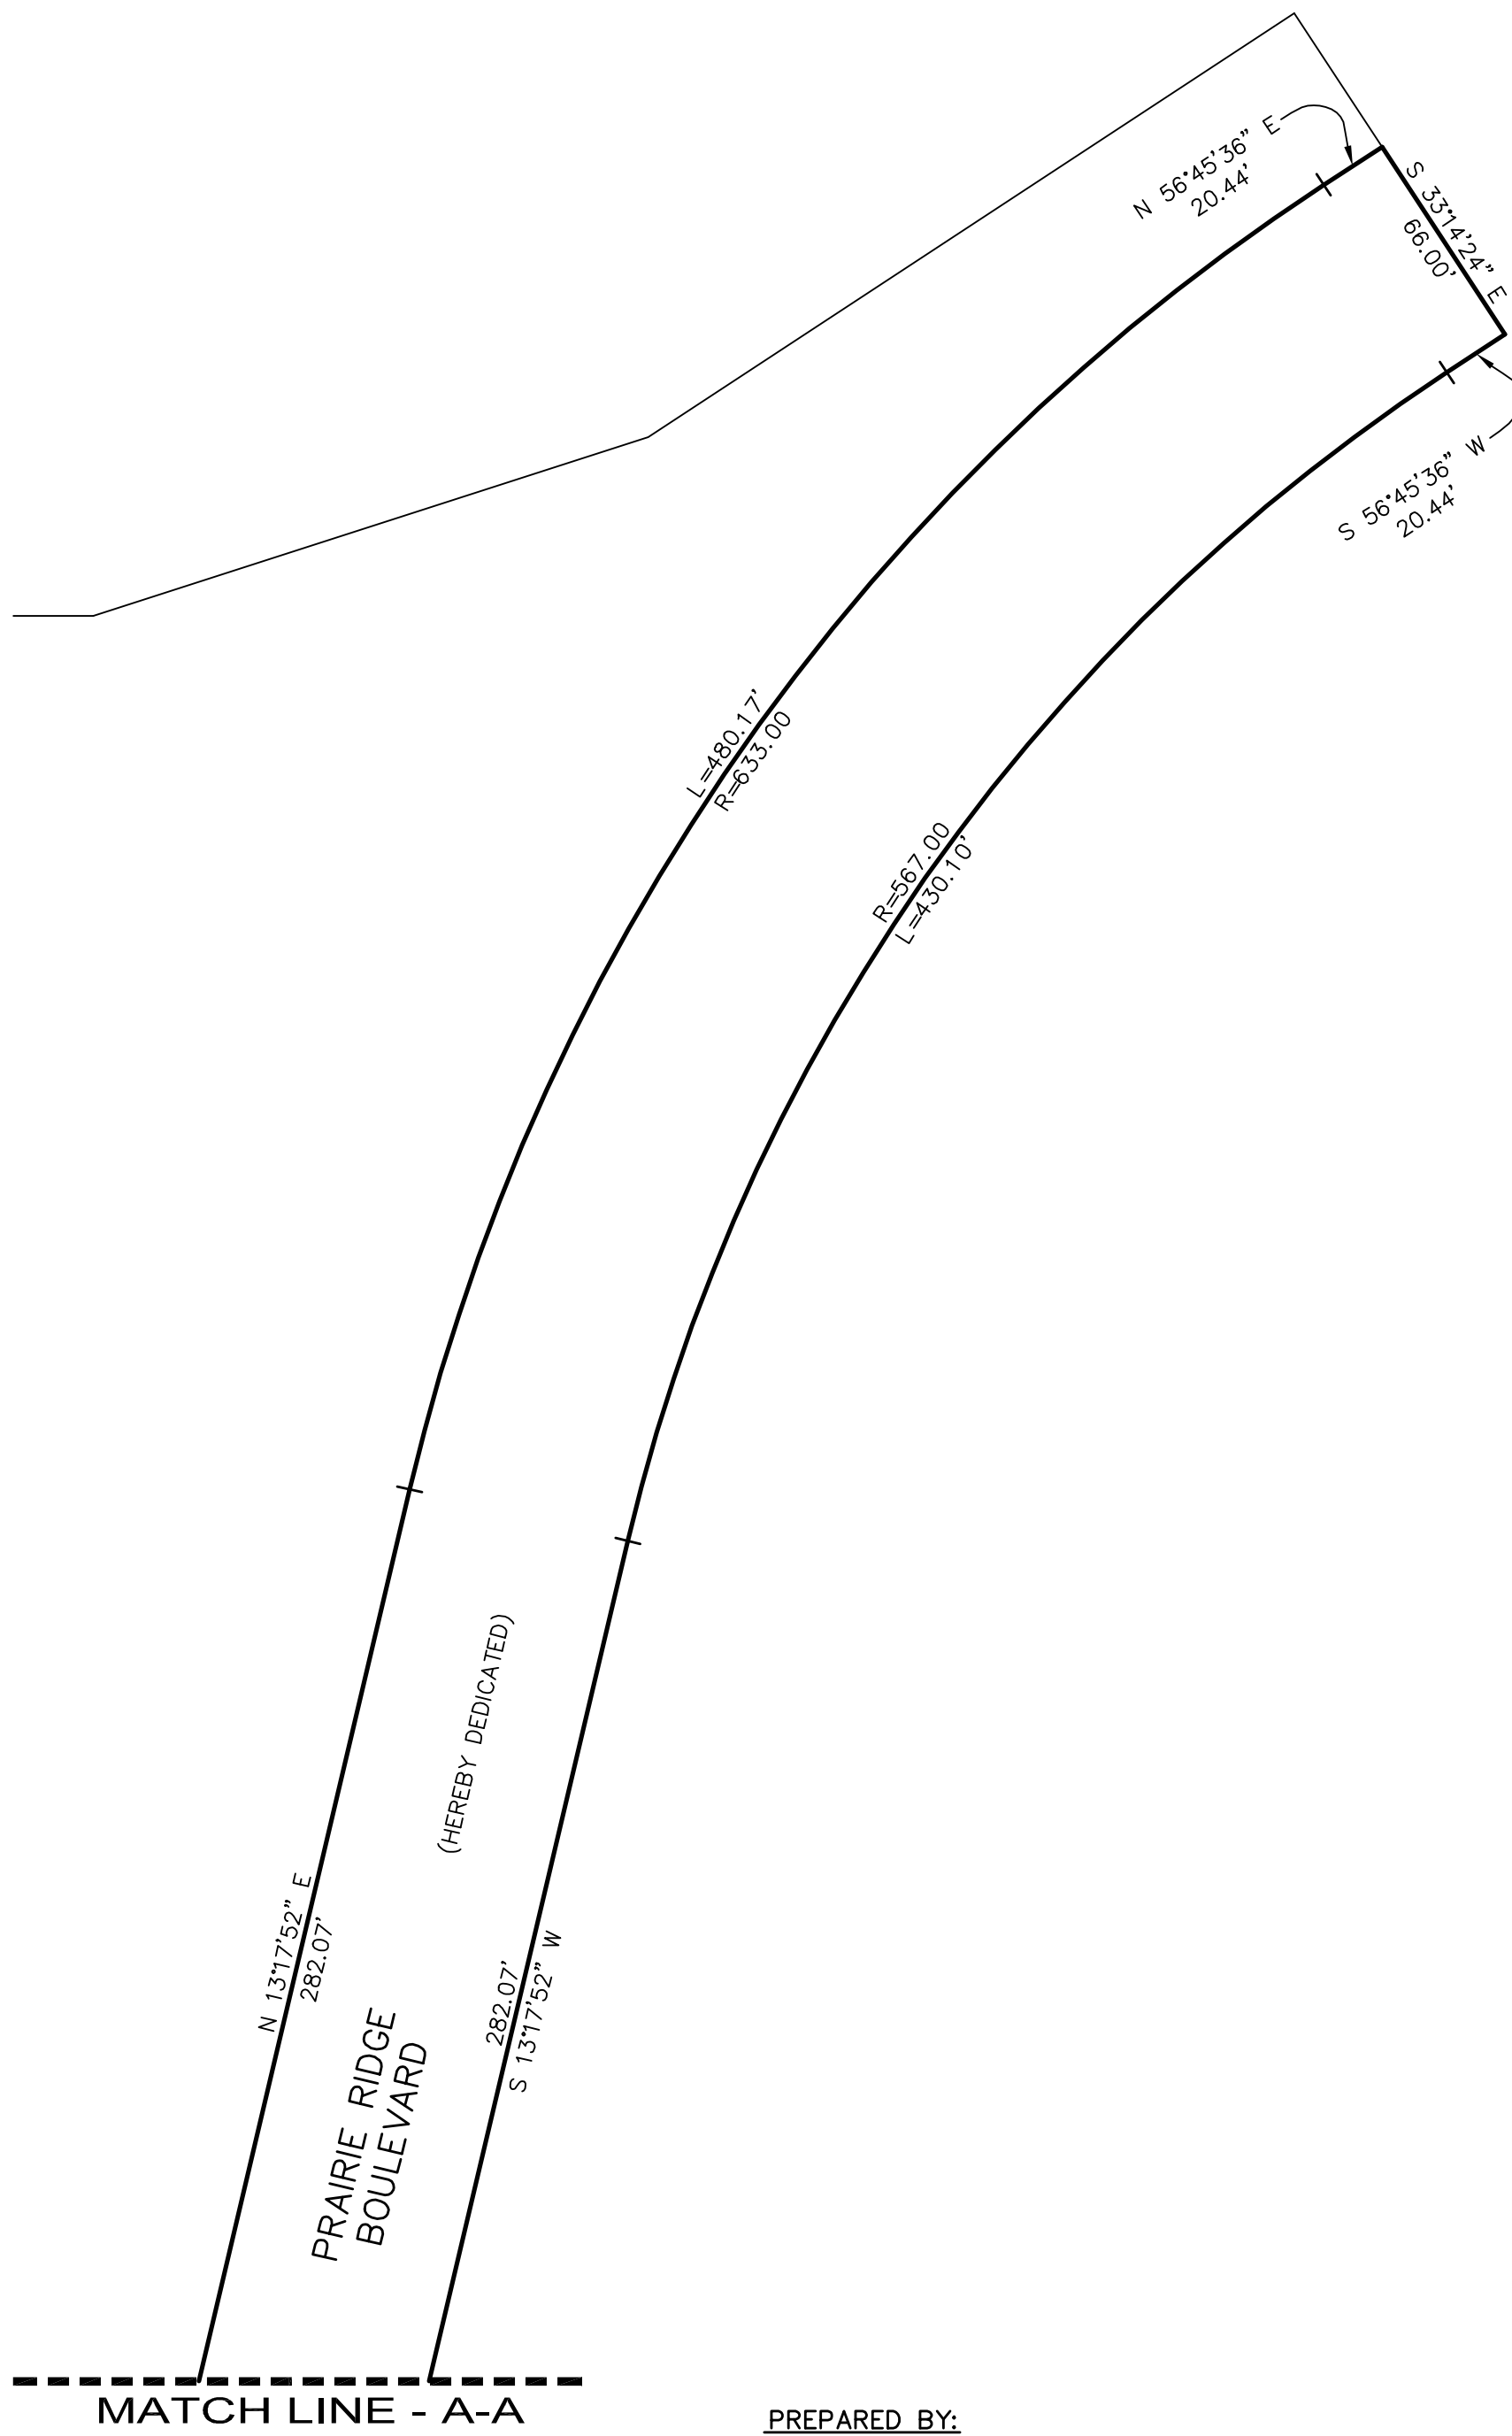 N 56°45'36" E
20.44'
S 33°14'24" E
66.00'
S 56°45'36" W
20.44'
L=480.17'
R=633.00
R=567.00
L=430.10'
(HEREBY DEDICATED)
N 13°17'52" E
282.07'
282.07'
S 13°17'52" W
PRAIRIE RIDGE
BOULEVARD
MATCH LINE - A-A
PREPARED BY: